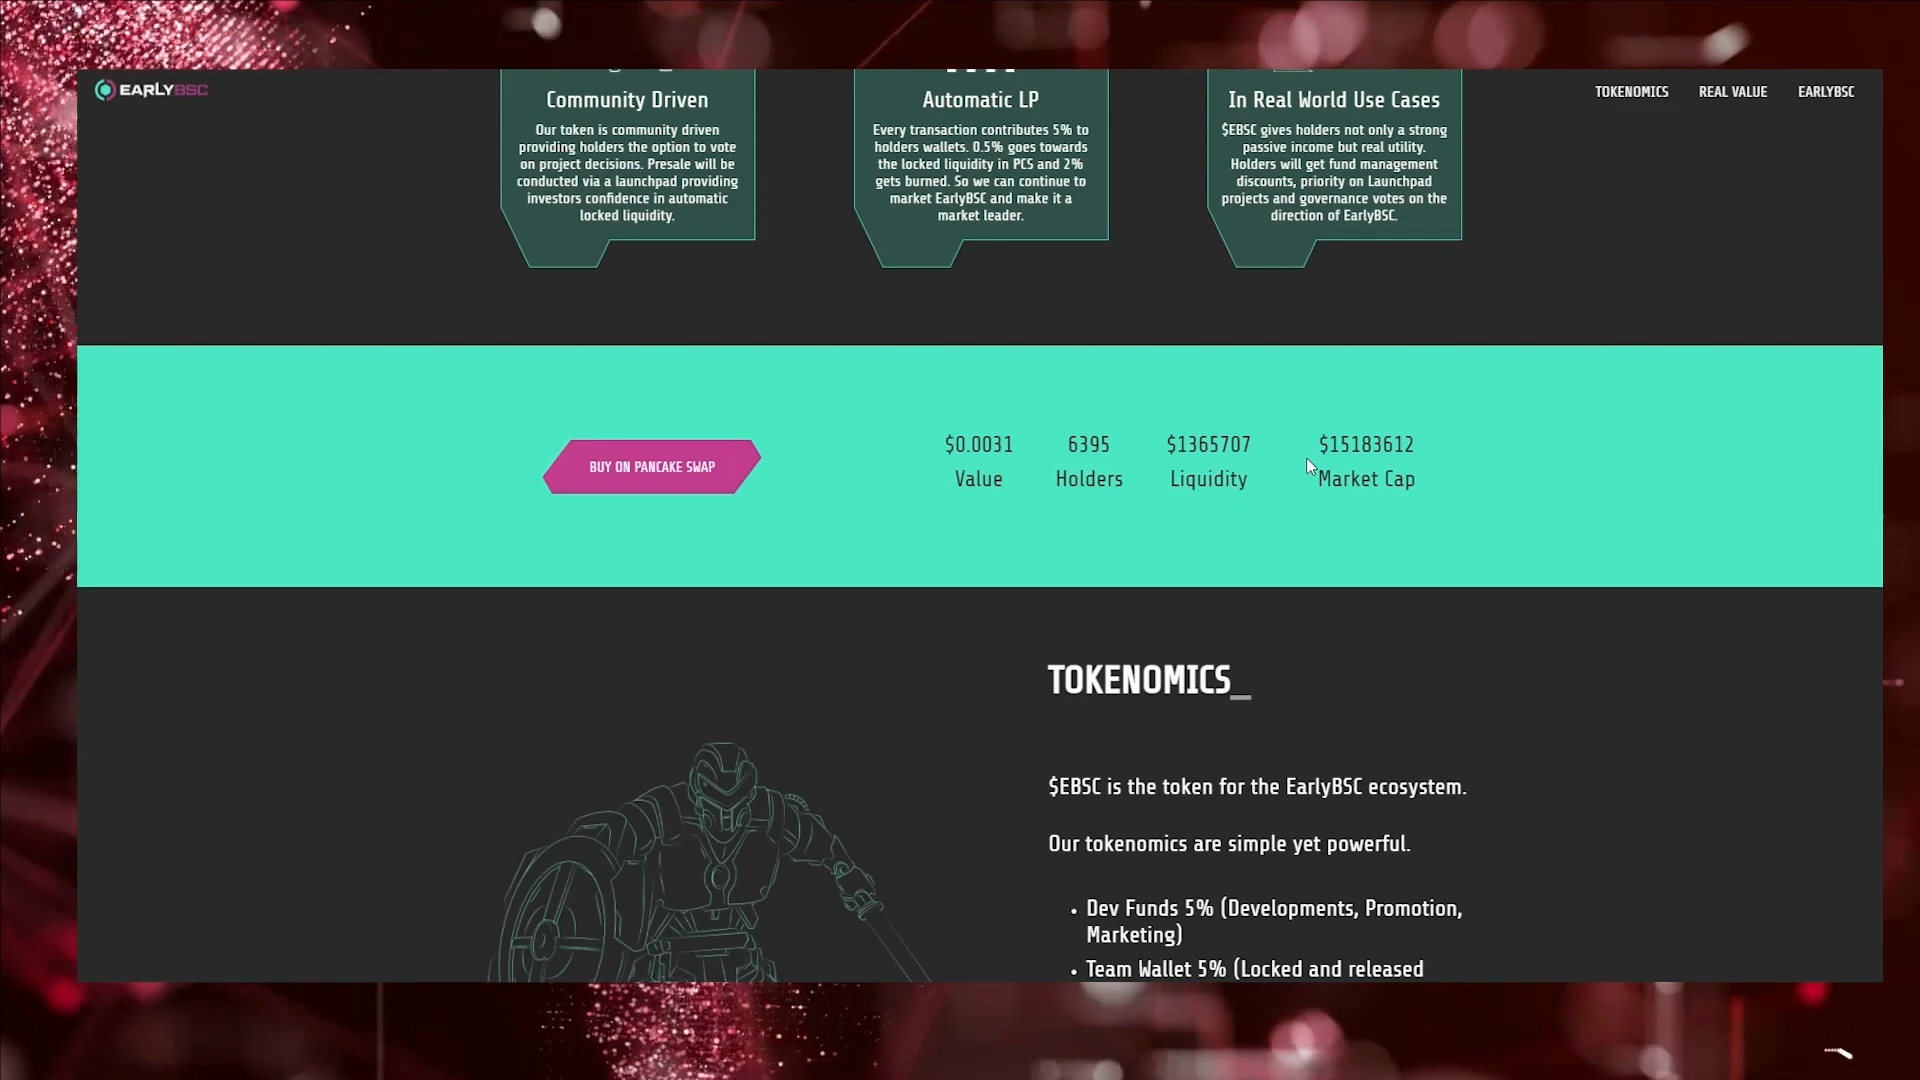 EARLYBSC
TOKENOMICS
REAL VALUE
EARLYBSC
Community Driven
Our token is community driven
providing holders the option to vote
on project decisions. Presale will be
conducted via a launchpad providing
investors confidence in automatic
locked liquidity.
Automatic LP
Every transaction contributes 5% to
holders wallets. 0.5% goes towards
the locked liquidity in PCS and 2%
gets burned. So we can continue to
market EarlyBSC and make it a
market leader.
In Real World Use Cases
$EBSC gives holders not only a strong
passive income but real utility.
Holders will get fund management
discounts, priority on Launchpad
projects and governance votes on the
direction of EarlyBSC.
BUY ON PANCAKE SWAP
$0.0031
Value
6395
Holders
$1365707
Liquidity
$15183612
Market Cap
TOKENOMICS_
$EBSC is the token for the EarlyBSC ecosystem.
Our tokenomics are simple yet powerful.
• Dev Funds 5% (Developments, Promotion,
Marketing)
• Team Wallet 5% (Locked and released